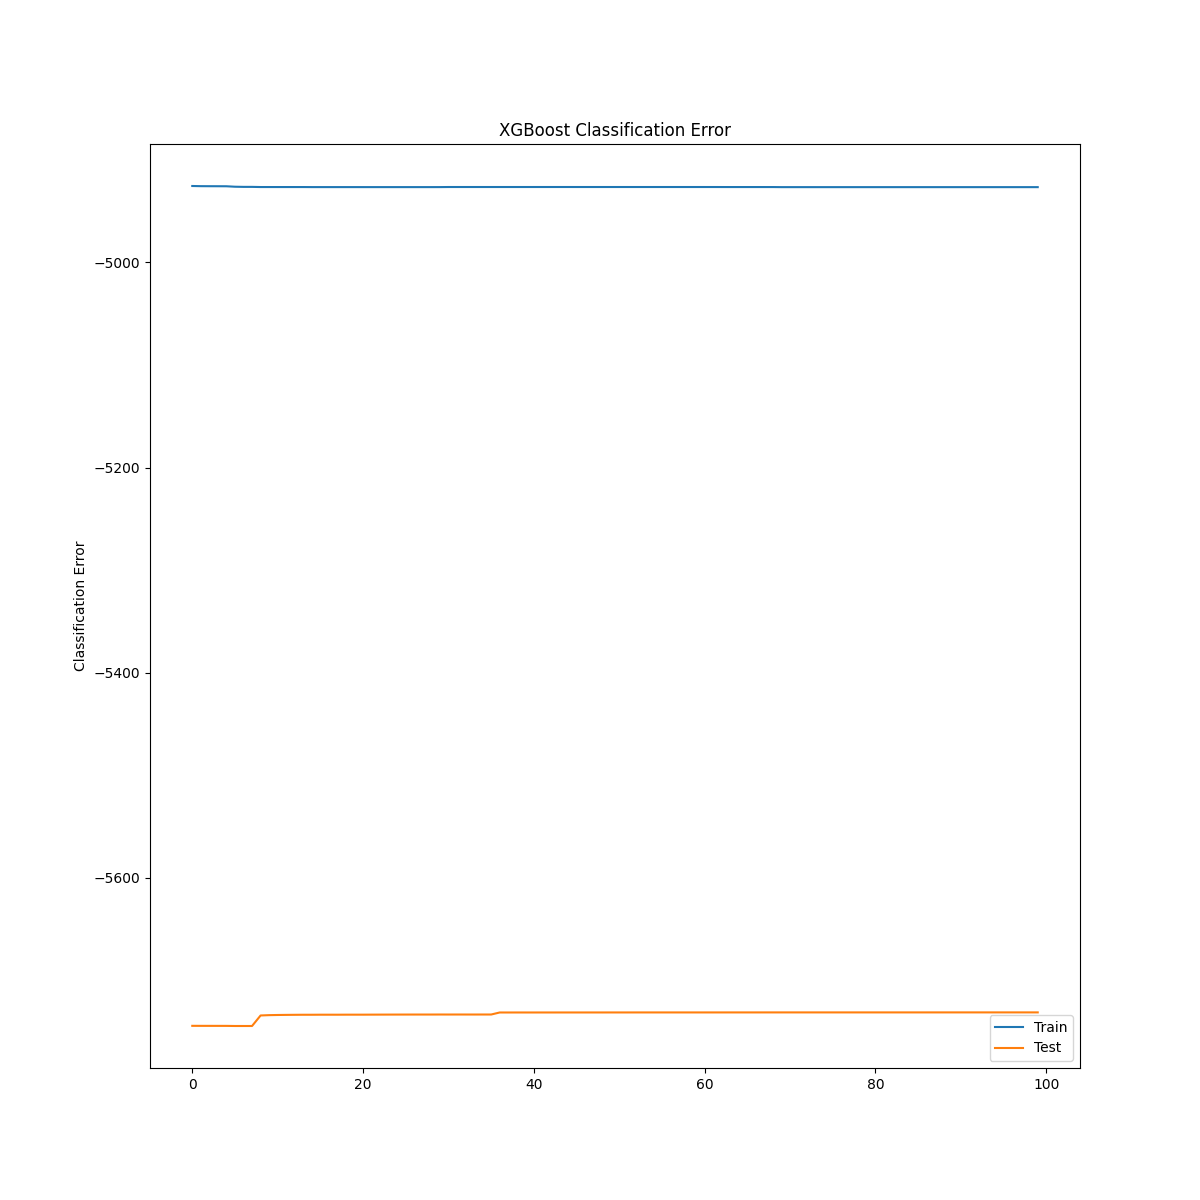 XGBoost Classification Error
Classification Error
−5000
−5200
−5400
−5600
0 20 40 60 80 100
Train
Test